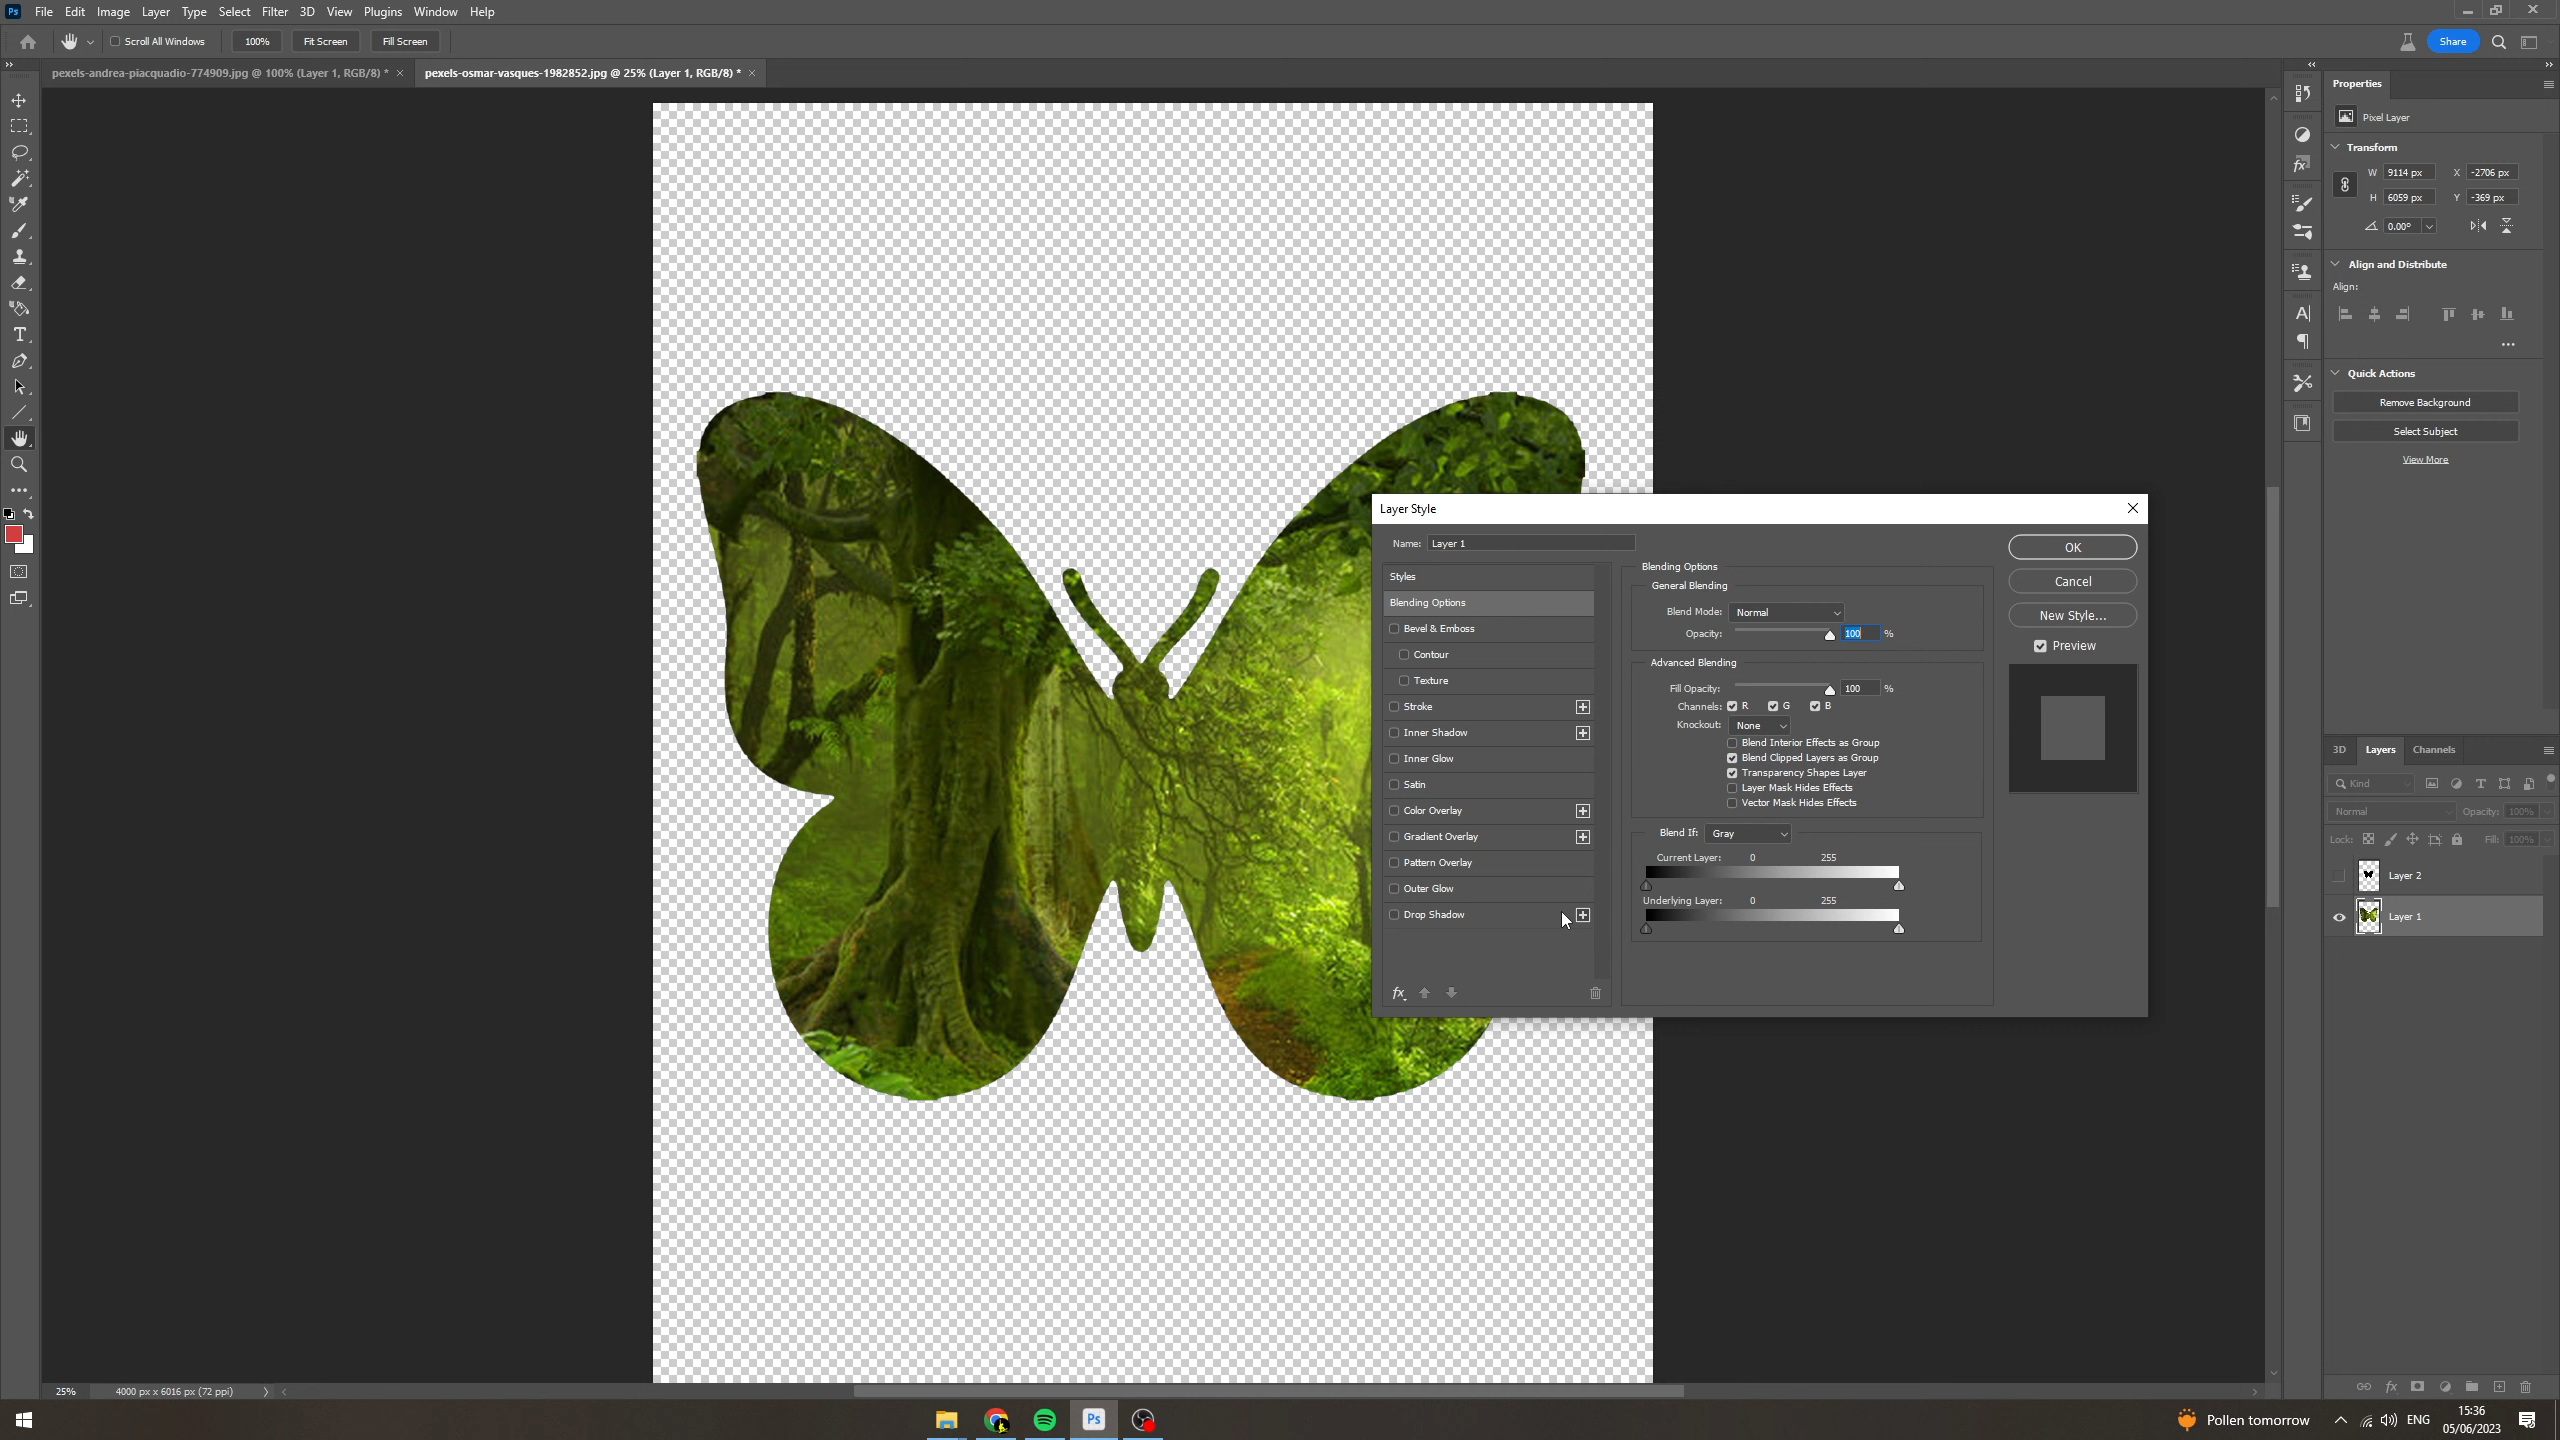 Ps File Edit Image Layer Type Select Filter 3D View Plugins Window Help
Scroll All Windows 100% Fit Screen Fill Screen Share
pexels-andrea-piacquadio-774909.jpg @ 100% (Layer 1, RGB/8) * × pexels-osmar-vasques-1982852.jpg @ 25% (Layer 1, RGB/8) * ×
Properties
Pixel Layer
Transform
W 9114 px X -2706 px
H 6059 px Y -369 px
0.00°
Align and Distribute
Align:
Quick Actions
Remove Background
Select Subject
View More
Layer Style
Name: Layer 1
Styles
Blending Options
Bevel & Emboss
Contour
Texture
Stroke
Inner Shadow
Inner Glow
Satin
Color Overlay
Gradient Overlay
Pattern Overlay
Outer Glow
Drop Shadow
fx
Blending Options
General Blending
Blend Mode: Normal
Opacity: 100 %
Advanced Blending
Fill Opacity: 100 %
Channels: R G B
Knockout: None
Blend Interior Effects as Group
Blend Clipped Layers as Group
Transparency Shapes Layer
Layer Mask Hides Effects
Vector Mask Hides Effects
Blend If: Gray
Current Layer: 0 255
Underlying Layer: 0 255
OK
Cancel
New Style...
Preview
3D Layers Channels
Kind
Normal Opacity: 100%
Lock: Fill: 100%
Layer 2
Layer 1
fx
25% 4000 px x 6016 px (72 ppi)
Ps
Pollen tomorrow ENG 15:36
05/06/2023